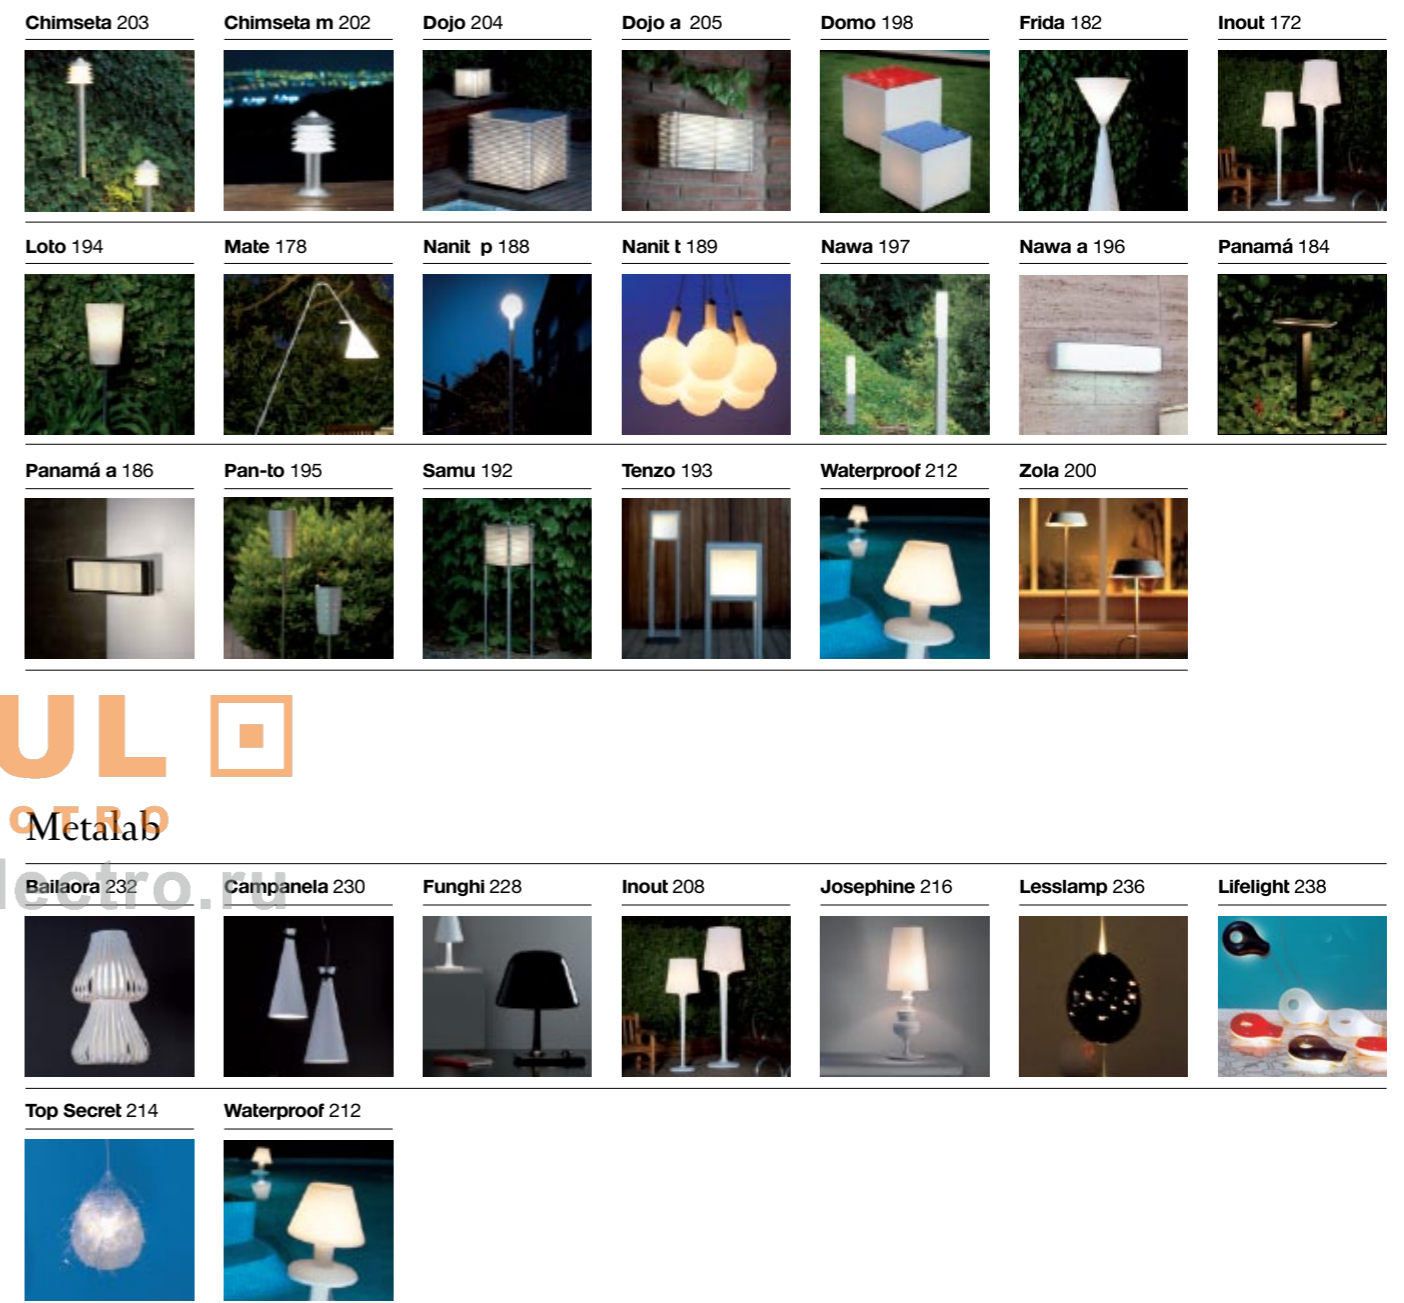 Chimseta 203 Chimseta m 202 Dojo 204 Dojo a 205 Domo 198 Frida 182 Inout 172
Loto 194 Mate 178 Nanit p 188 Nanit t 189 Nawa 197 Nawa a 196 Panamá 184
Panamá a 186 Pan-to 195 Samu 192 Tenzo 193 Waterproof 212 Zola 200
UL
CTRO
Metalab
lectro.ru
Bailaora 232 Campanela 230 Funghi 228 Inout 208 Josephine 216 Lesslamp 236 Lifelight 238
Top Secret 214 Waterproof 212